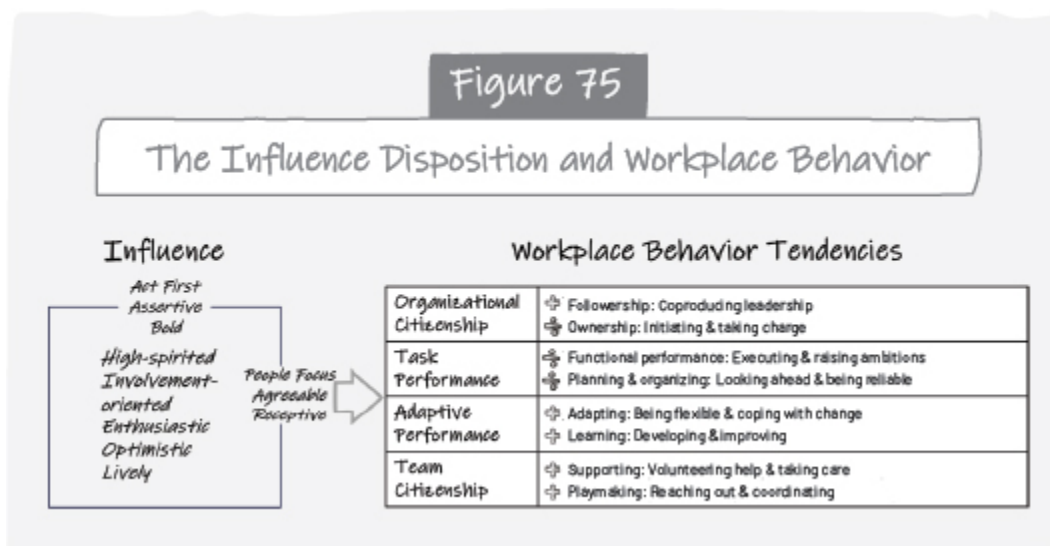 Figure 75
The Influence Disposition and Workplace Behavior
Influence
Act First
Assertive
Bold
High-spirited
Involvement-
oriented
Enthusiastic
Optimistic
Lively
People Focus
Agreeable
Receptive
Workplace Behavior Tendencies
Organizational
Citizenship
Followership: Coproducing leadership
Ownership: Initiating & taking charge
Task
Performance
Functional performance: Executing & raising ambitions
Planning & organizing: Looking ahead & being reliable
Adaptive
Performance
Adapting: Being flexible & coping with change
Learning: Developing & improving
Team
Citizenship
Supporting: Volunteering help & taking care
Playmaking: Reaching out & coordinating